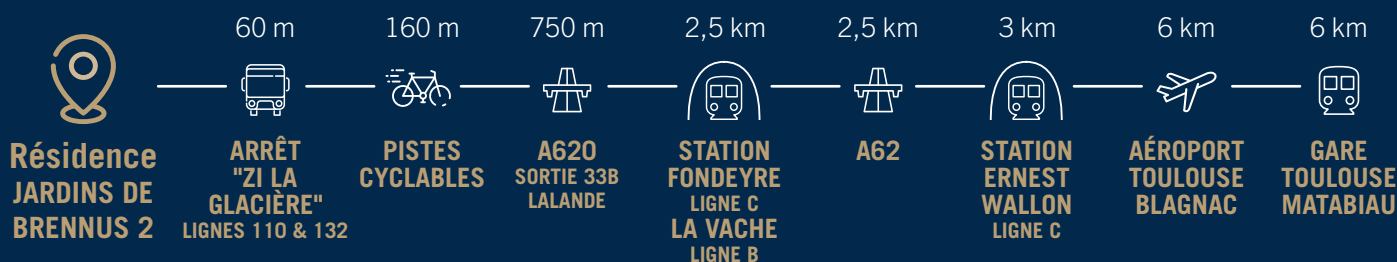 60 m
160 m
750 m
2,5 km
2,5 km
3 km
6 km
6 km
Résidence
JARDINS DE
BRENNUS 2
ARRÊT
"ZI LA
GLACIÈRE"
LIGNES 110 & 132
PISTES
CYCLABLES
A620
SORTIE 33B
LALANDE
STATION
FONDEYRE
LIGNE C
LA VACHE
LIGNE B
A62
STATION
ERNEST
WALLON
LIGNE C
AÉROPORT
TOULOUSE
BLAGNAC
GARE
TOULOUSE
MATABIAU